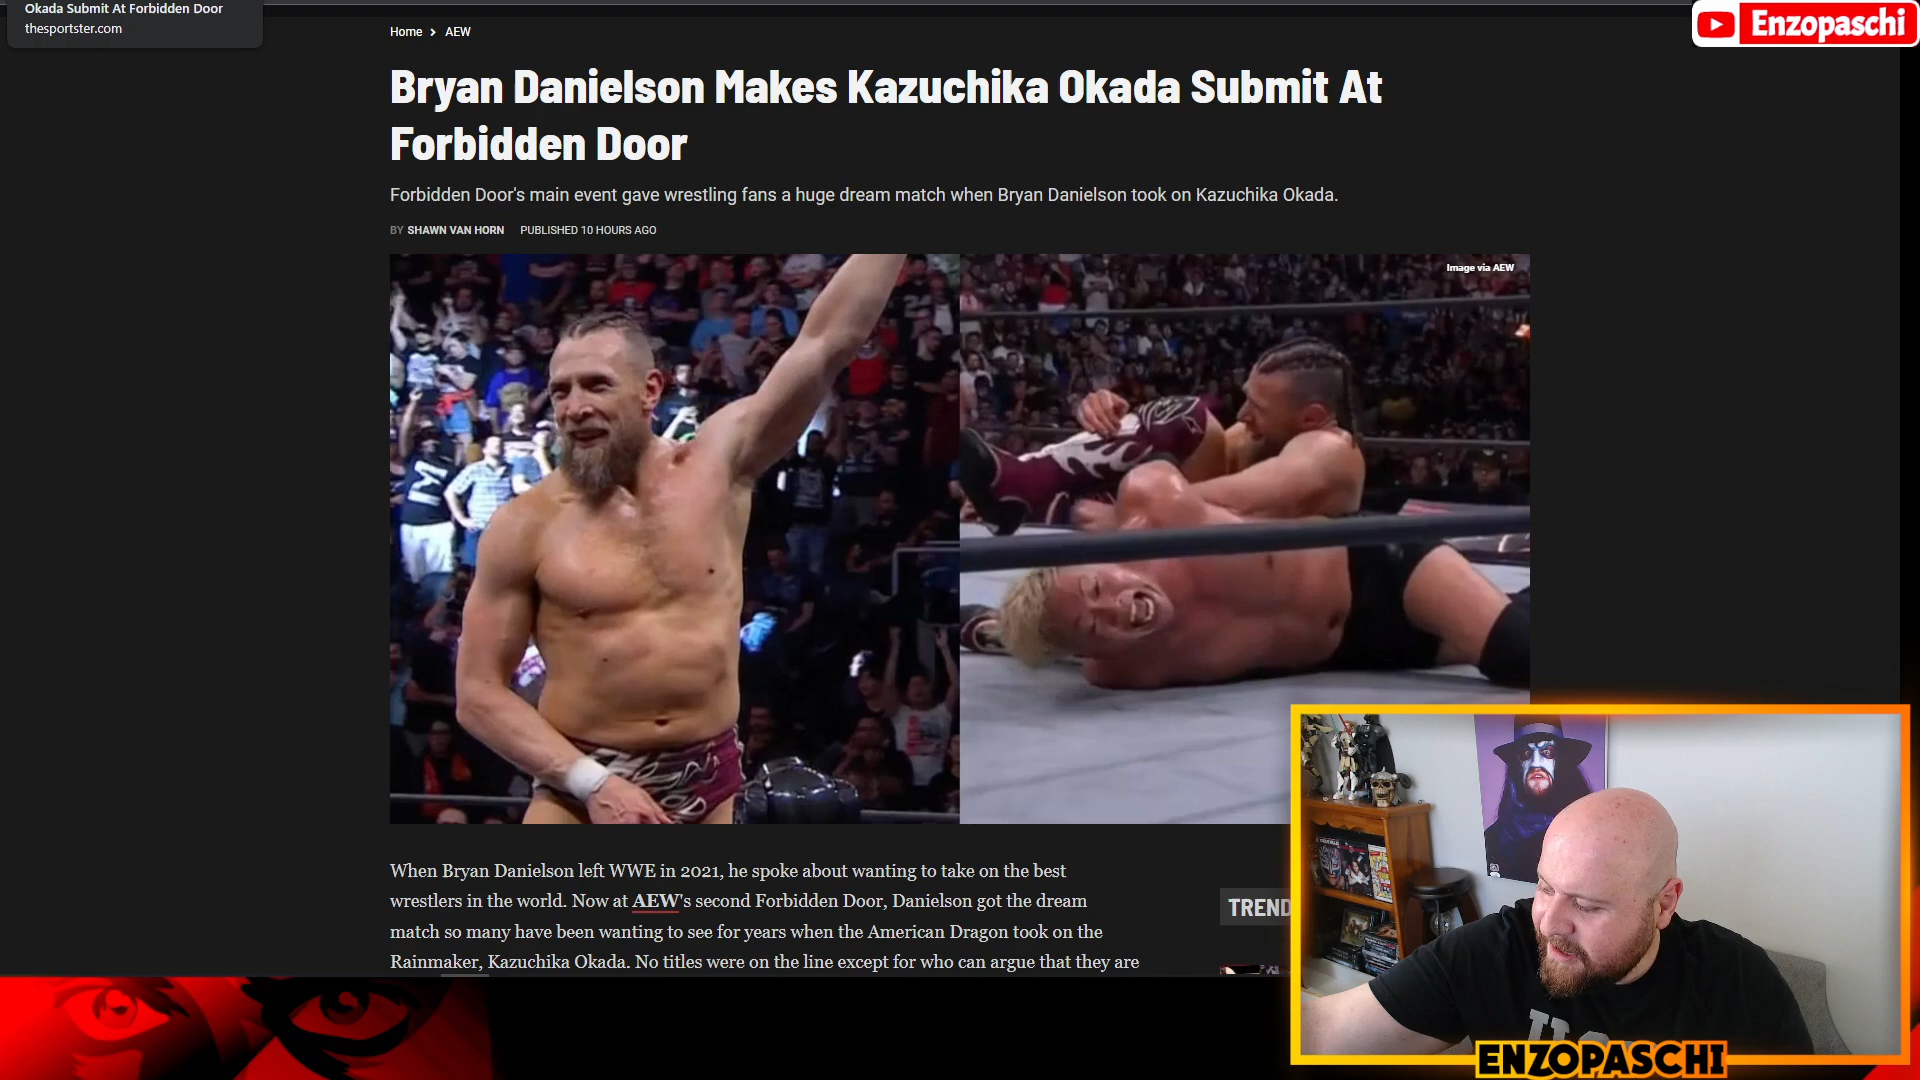 Okada Submit At Forbidden Door
thesportster.com
Enzopaschi
Home > AEW
Bryan Danielson Makes Kazuchika Okada Submit At
Forbidden Door
Forbidden Door's main event gave wrestling fans a huge dream match when Bryan Danielson took on Kazuchika Okada.
BY SHAWN VAN HORN PUBLISHED 10 HOURS AGO
Image via AEW
When Bryan Danielson left WWE in 2021, he spoke about wanting to take on the best
wrestlers in the world. Now at AEW's second Forbidden Door, Danielson got the dream
match so many have been wanting to see for years when the American Dragon took on the
Rainmaker, Kazuchika Okada. No titles were on the line except for who can argue that they are
TREND
ENZOPASCHI